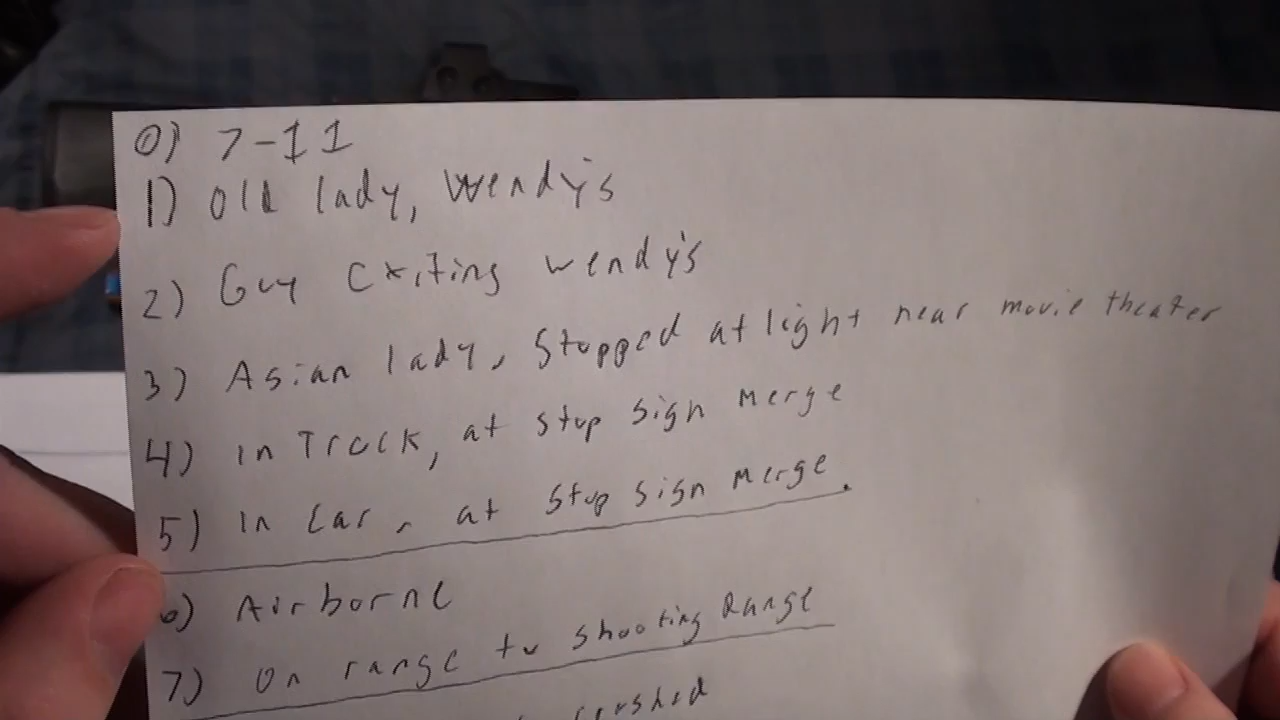 0) 7-11
1) Old lady, Wendy's
2) Guy Exiting Wendy's
3) Asian lady, stopped at light near movie theater
4) in Truck, at stop sign merge
5) in Car, at stop sign merge.
6) Airborne
7) On range to shooting Range